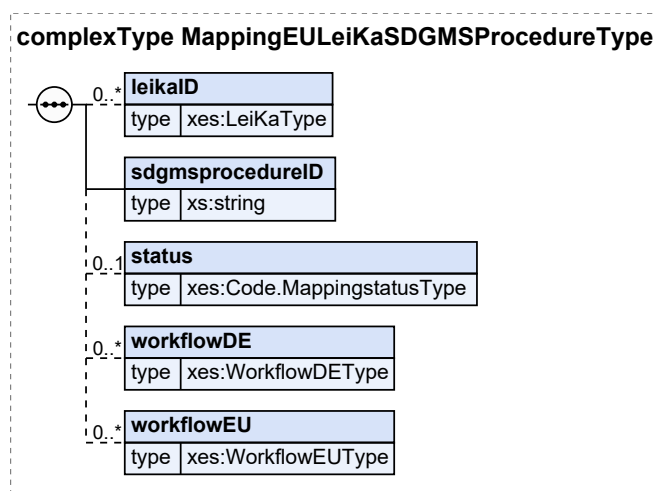 complexType MappingEULeiKaSDGMSProcedureType
0..* leikaID
type xes:LeiKaType
sdgmsprocedureID
type xs:string
0..1 status
type xes:Code.MappingstatusType
0..* workflowDE
type xes:WorkflowDEType
0..* workflowEU
type xes:WorkflowEUType